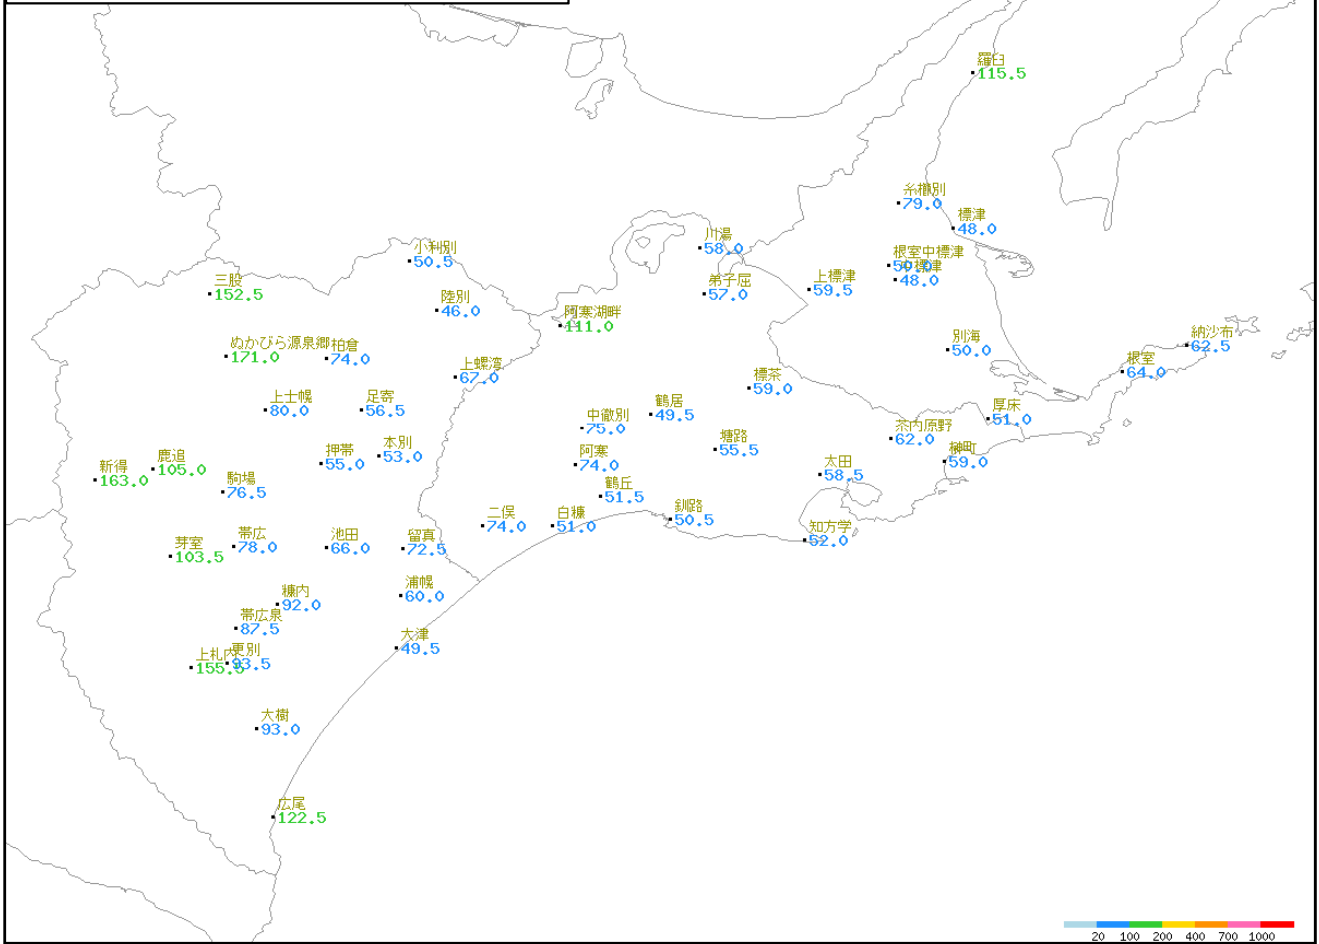 羅臼
115.5
糸櫛別
79.0
標津
48.0
川湯
58.0
小利別
50.5
根室中標津
中標津
48.0
三股
152.5
弟子屈
57.0
上標津
59.5
陸別
46.0
阿寒湖畔
111.0
ぬかびら源泉郷
171.0
柏倉
74.0
別海
50.0
納沙布
62.5
根室
64.0
上螺湾
67.0
標茶
59.0
上士幌
80.0
足寄
56.5
鶴居
49.5
厚床
51.0
中徹別
75.0
茶内原野
62.0
本別
53.0
塘路
55.5
押帯
55.0
鹿追
105.0
新得
163.0
阿寒
74.0
太田
58.5
榊町
59.0
駒場
76.5
鶴丘
51.5
二俣
74.0
白糠
51.0
釧路
50.5
知方学
52.0
芽室
103.5
帯広
78.0
池田
66.0
留真
72.5
浦幌
60.0
糠内
92.0
帯広泉
87.5
大津
49.5
上札内
155.5
更別
93.5
大樹
93.0
広尾
122.5
20 100 200 400 700 1000